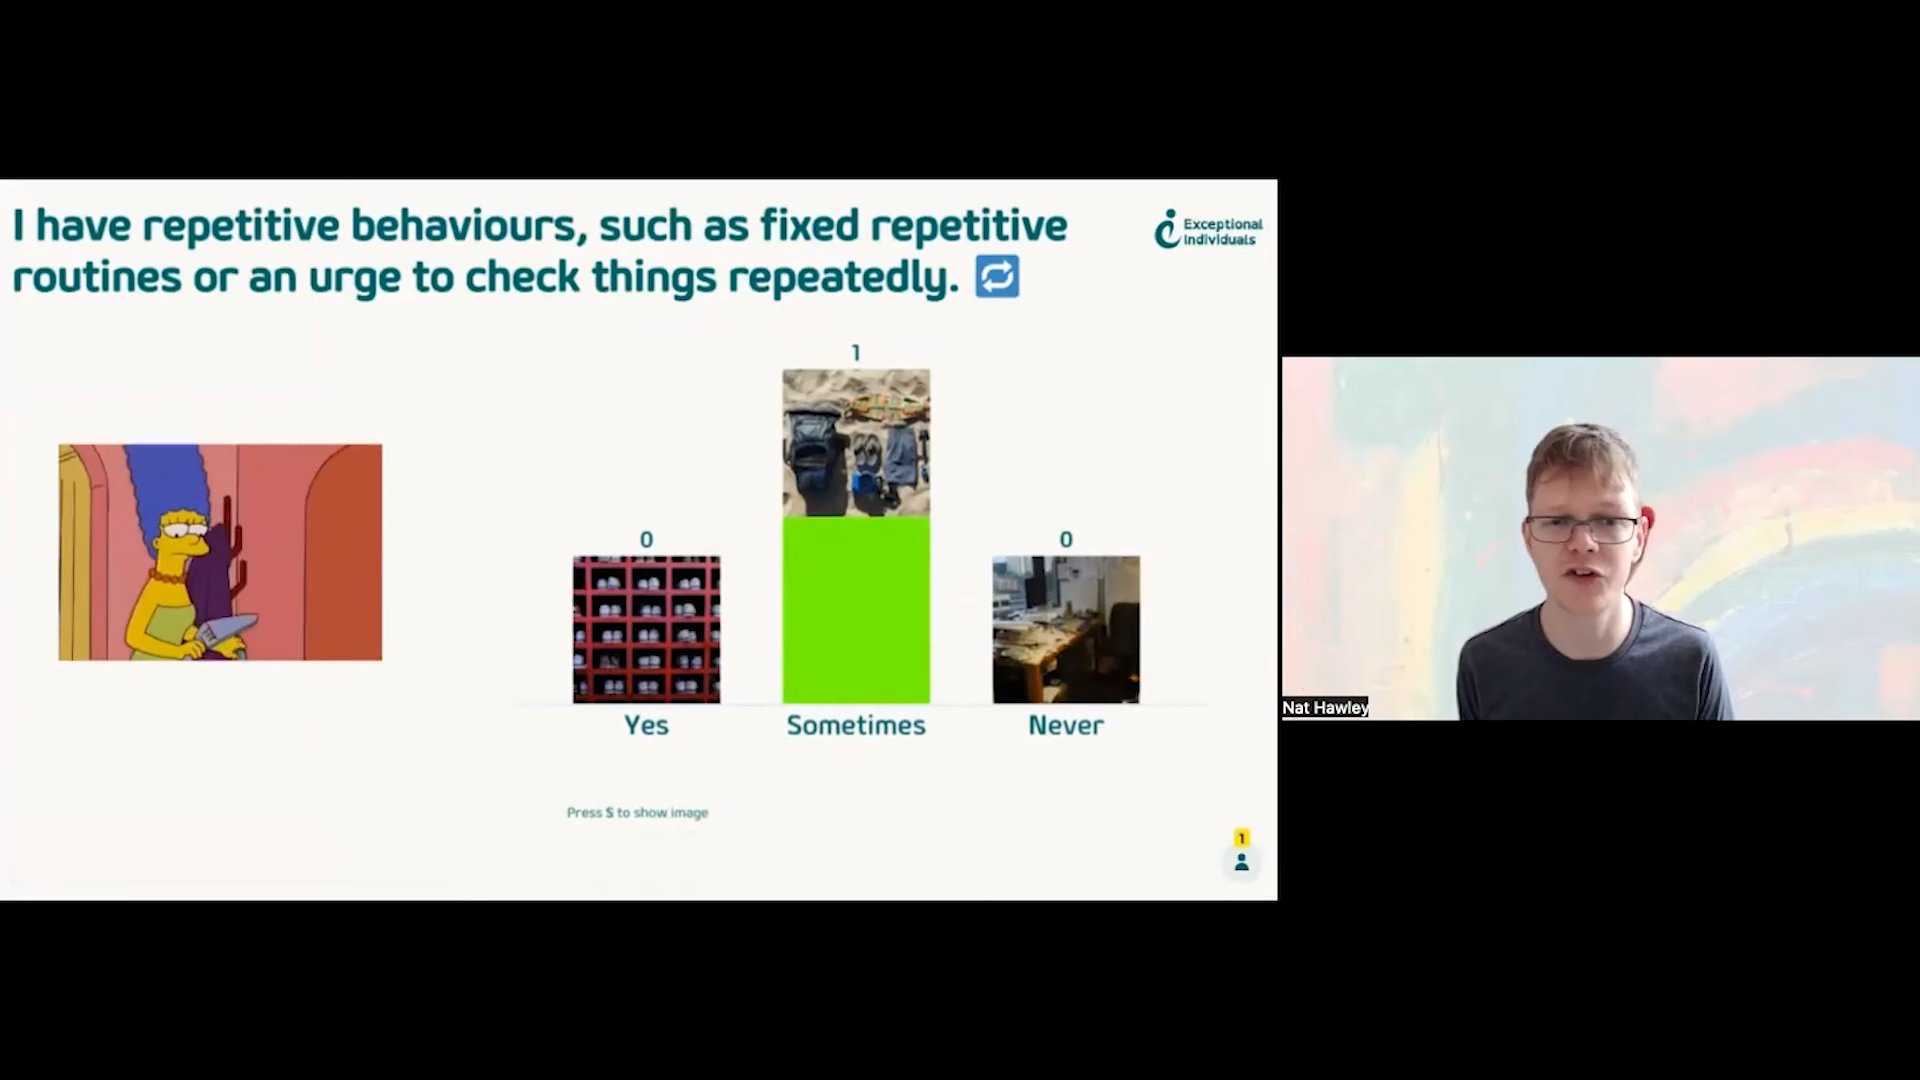 I have repetitive behaviours, such as fixed repetitive
routines or an urge to check things repeatedly.
Exceptional
Individuals
1
0
0
Yes
Sometimes
Never
Press S to show image
1
Nat Hawley